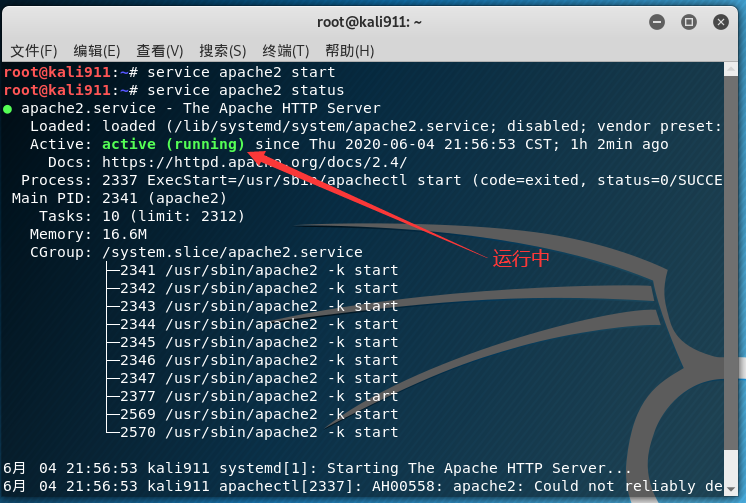 root@kali911: ~
文件(F) 编辑(E) 查看(V) 搜索(S) 终端(T) 帮助(H)
root@kali911:~# service apache2 start
root@kali911:~# service apache2 status
● apache2.service - The Apache HTTP Server
   Loaded: loaded (/lib/systemd/system/apache2.service; disabled; vendor preset:
   Active: active (running) since Thu 2020-06-04 21:56:53 CST; 1h 2min ago
     Docs: https://httpd.apache.org/docs/2.4/
  Process: 2337 ExecStart=/usr/sbin/apachectl start (code=exited, status=0/SUCCE
 Main PID: 2341 (apache2)
    Tasks: 10 (limit: 2312)
   Memory: 16.6M
   CGroup: /system.slice/apache2.service
运行中
           ├─2341 /usr/sbin/apache2 -k start
           ├─2342 /usr/sbin/apache2 -k start
           ├─2343 /usr/sbin/apache2 -k start
           ├─2344 /usr/sbin/apache2 -k start
           ├─2345 /usr/sbin/apache2 -k start
           ├─2346 /usr/sbin/apache2 -k start
           ├─2347 /usr/sbin/apache2 -k start
           ├─2377 /usr/sbin/apache2 -k start
           ├─2569 /usr/sbin/apache2 -k start
           └─2570 /usr/sbin/apache2 -k start
6月 04 21:56:53 kali911 systemd[1]: Starting The Apache HTTP Server...
6月 04 21:56:53 kali911 apachectl[2337]: AH00558: apache2: Could not reliably de